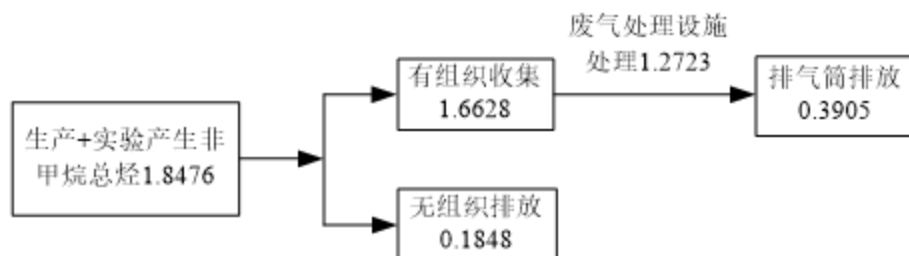 生产+实验产生非
甲烷总烃1.8476
有组织收集
1.6628
废气处理设施
处理1.2723
排气筒排放
0.3905
无组织排放
0.1848